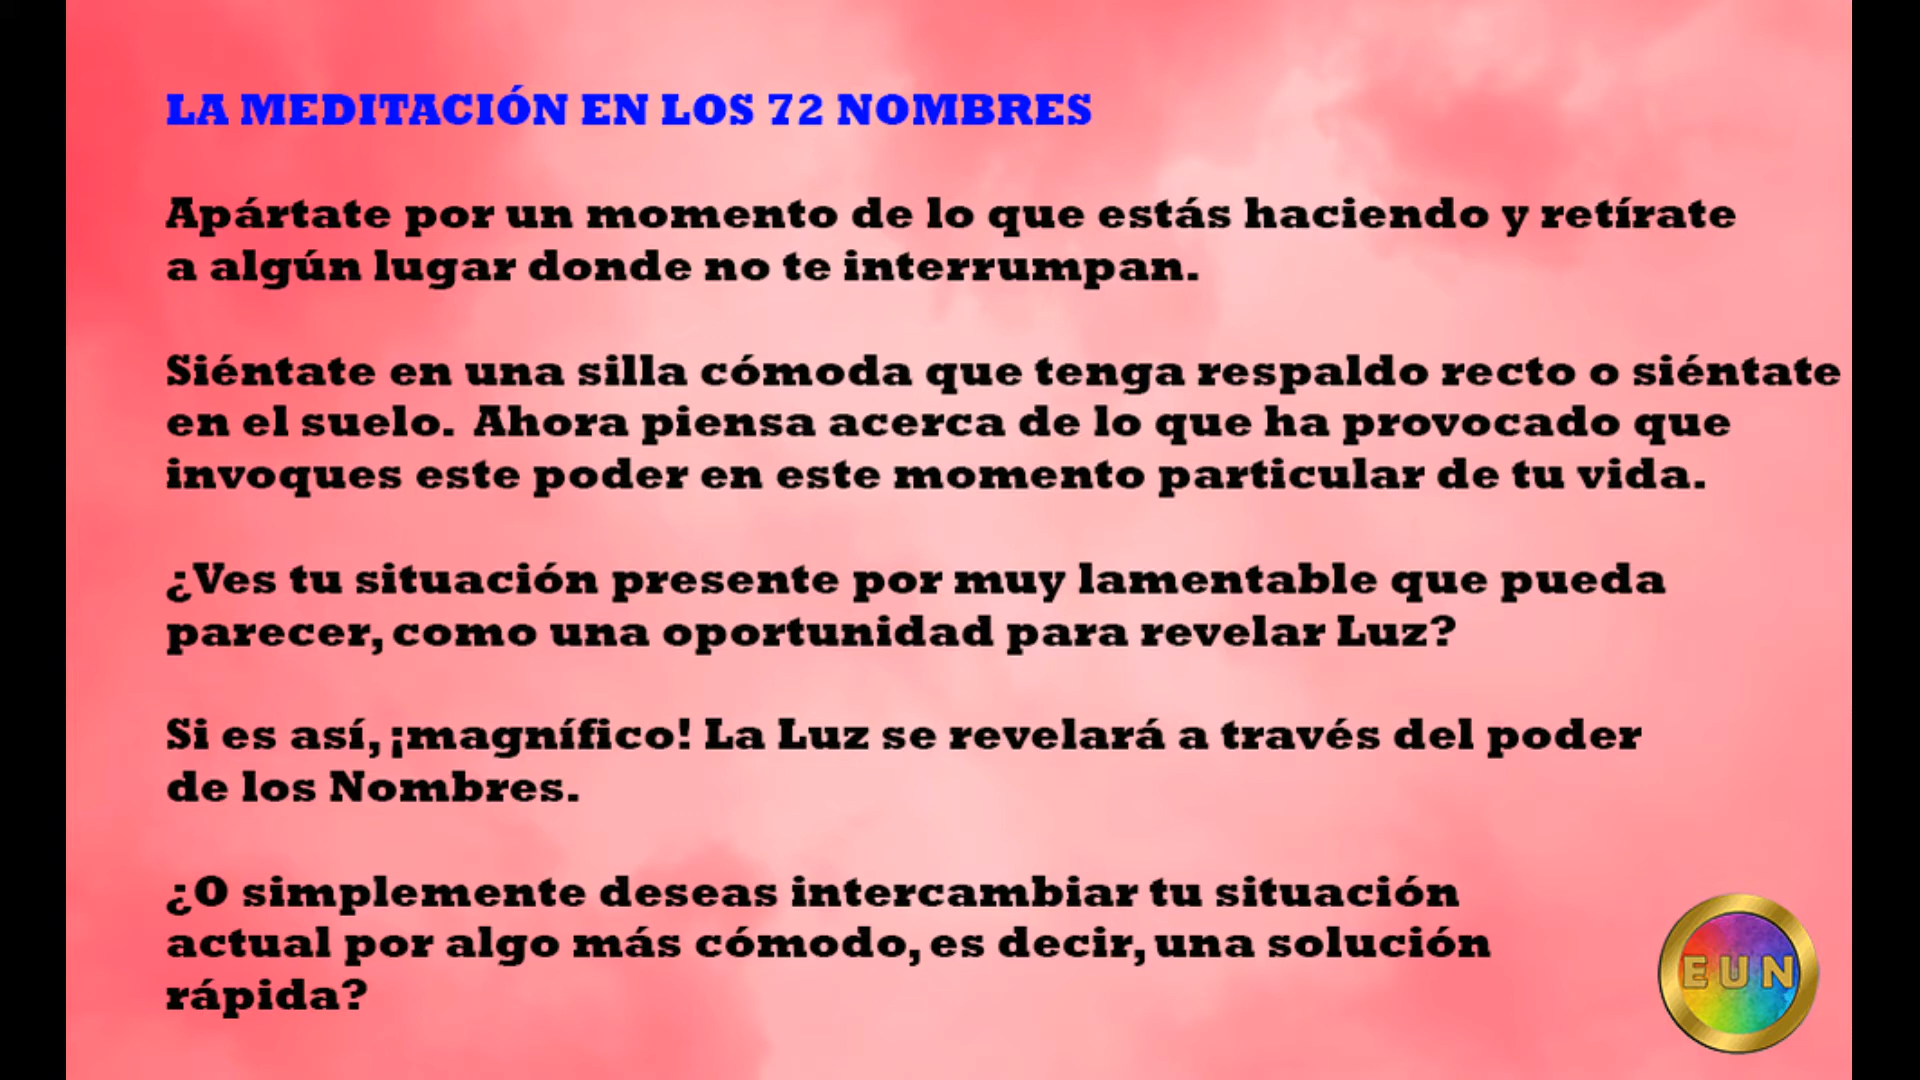 LA MEDITACIÓN EN LOS 72 NOMBRES
Apártate por un momento de lo que estás haciendo y retírate
a algún lugar donde no te interrumpan.
Siéntate en una silla cómoda que tenga respaldo recto o siéntate
en el suelo. Ahora piensa acerca de lo que ha provocado que
invoques este poder en este momento particular de tu vida.
¿Ves tu situación presente por muy lamentable que pueda
parecer, como una oportunidad para revelar Luz?
Si es así, ¡magnífico! La Luz se revelará a través del poder
de los Nombres.
¿O simplemente deseas intercambiar tu situación
actual por algo más cómodo, es decir, una solución
rápida?
EUN